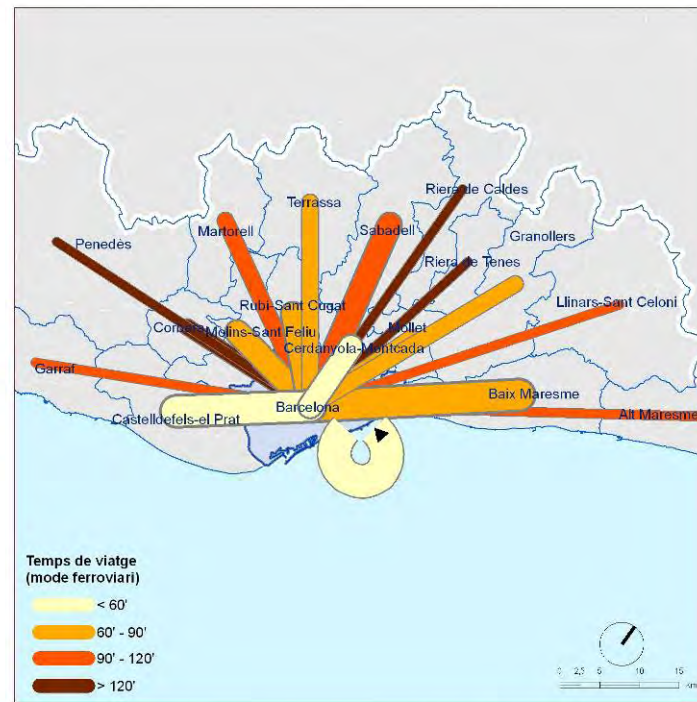 Riera de Caldes
Terrassa
Sabadell
Martorell
Granollers
Penedès
Riera de Tenes
Llinars-Sant Celoni
Rubí-Sant Cugat
Corbera
Molins-Sant Feliu
Mollet
Cerdanyola-Montcada
Garraf
Baix Maresme
Barcelona
Castelldefels-el Prat
Alt Maresme
Temps de viatge
(mode ferroviari)
< 60'
60' - 90'
90' - 120'
> 120'
0 2,5 5 10 15
Km